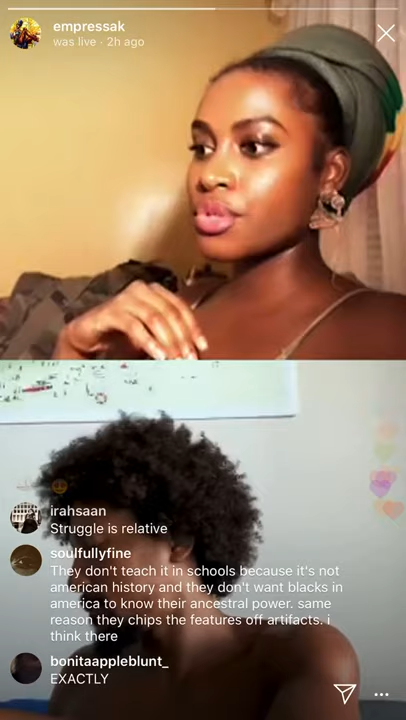 empressak
was live · 2h ago
irahsaan
Struggle is relative
soulfullyfine
They don't teach it in schools because it's not
american history and they don't want blacks in
america to know their ancestral power. same
reason they chips the features off artifacts. i
think there
bonitaappleblunt_
EXACTLY